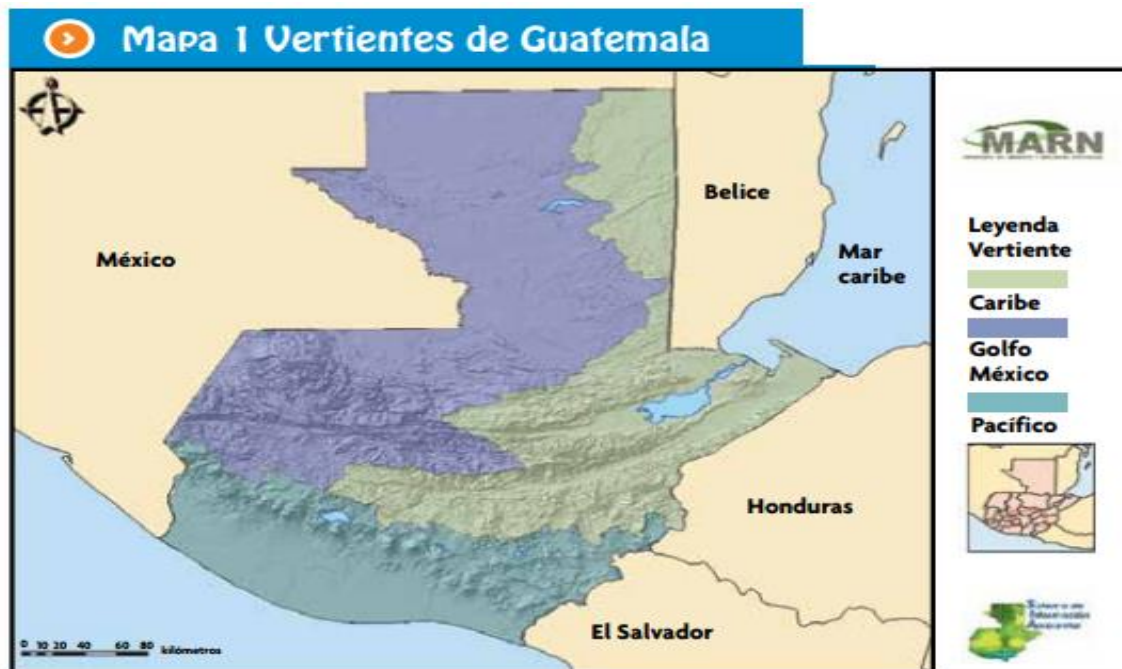 Mapa 1 Vertientes de Guatemala
México
Belice
Mar
caribe
Honduras
El Salvador
0 10 20 40 60 80 kilómetros
MARN
Leyenda
Vertiente
Caribe
Golfo
México
Pacífico